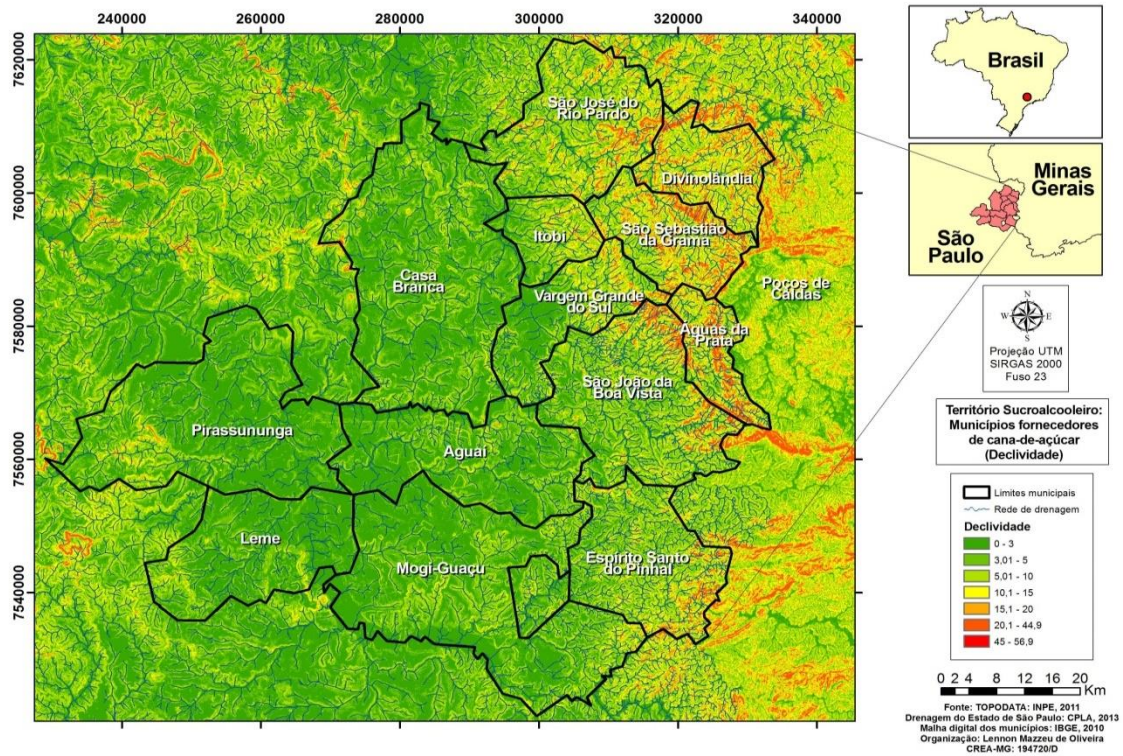 240000
260000
280000
300000
320000
340000
7620000
7600000
7580000
7560000
7540000
São José do
Rio Pardo
Divinolândia
Itobi
São Sebastião
da Grama
Casa
Branca
Vargem Grande
do Sul
Poços de
Caldas
Águas da
Prata
São João da
Boa Vista
Pirassununga
Aguaí
Leme
Mogi-Guaçu
Espírito Santo
do Pinhal
Brasil
Minas
Gerais
São
Paulo
N
W
E
S
Projeção UTM
SIRGAS 2000
Fuso 23
Território Sucroalcooleiro:
Municípios fornecedores
de cana-de-açúcar
(Declividade)
Limites municipais
Rede de drenagem
Declividade
0 - 3
3,01 - 5
5,01 - 10
10,1 - 15
15,1 - 20
20,1 - 44,9
45 - 56,9
0 2 4 8 12 16 20
Km
Fonte: TOPODATA: INPE, 2011
Drenagem do Estado de São Paulo: CPLA, 2013
Malha digital dos municípios: IBGE, 2010
Organização: Lennon Mazzeu de Oliveira
CREA-MG: 194720/D